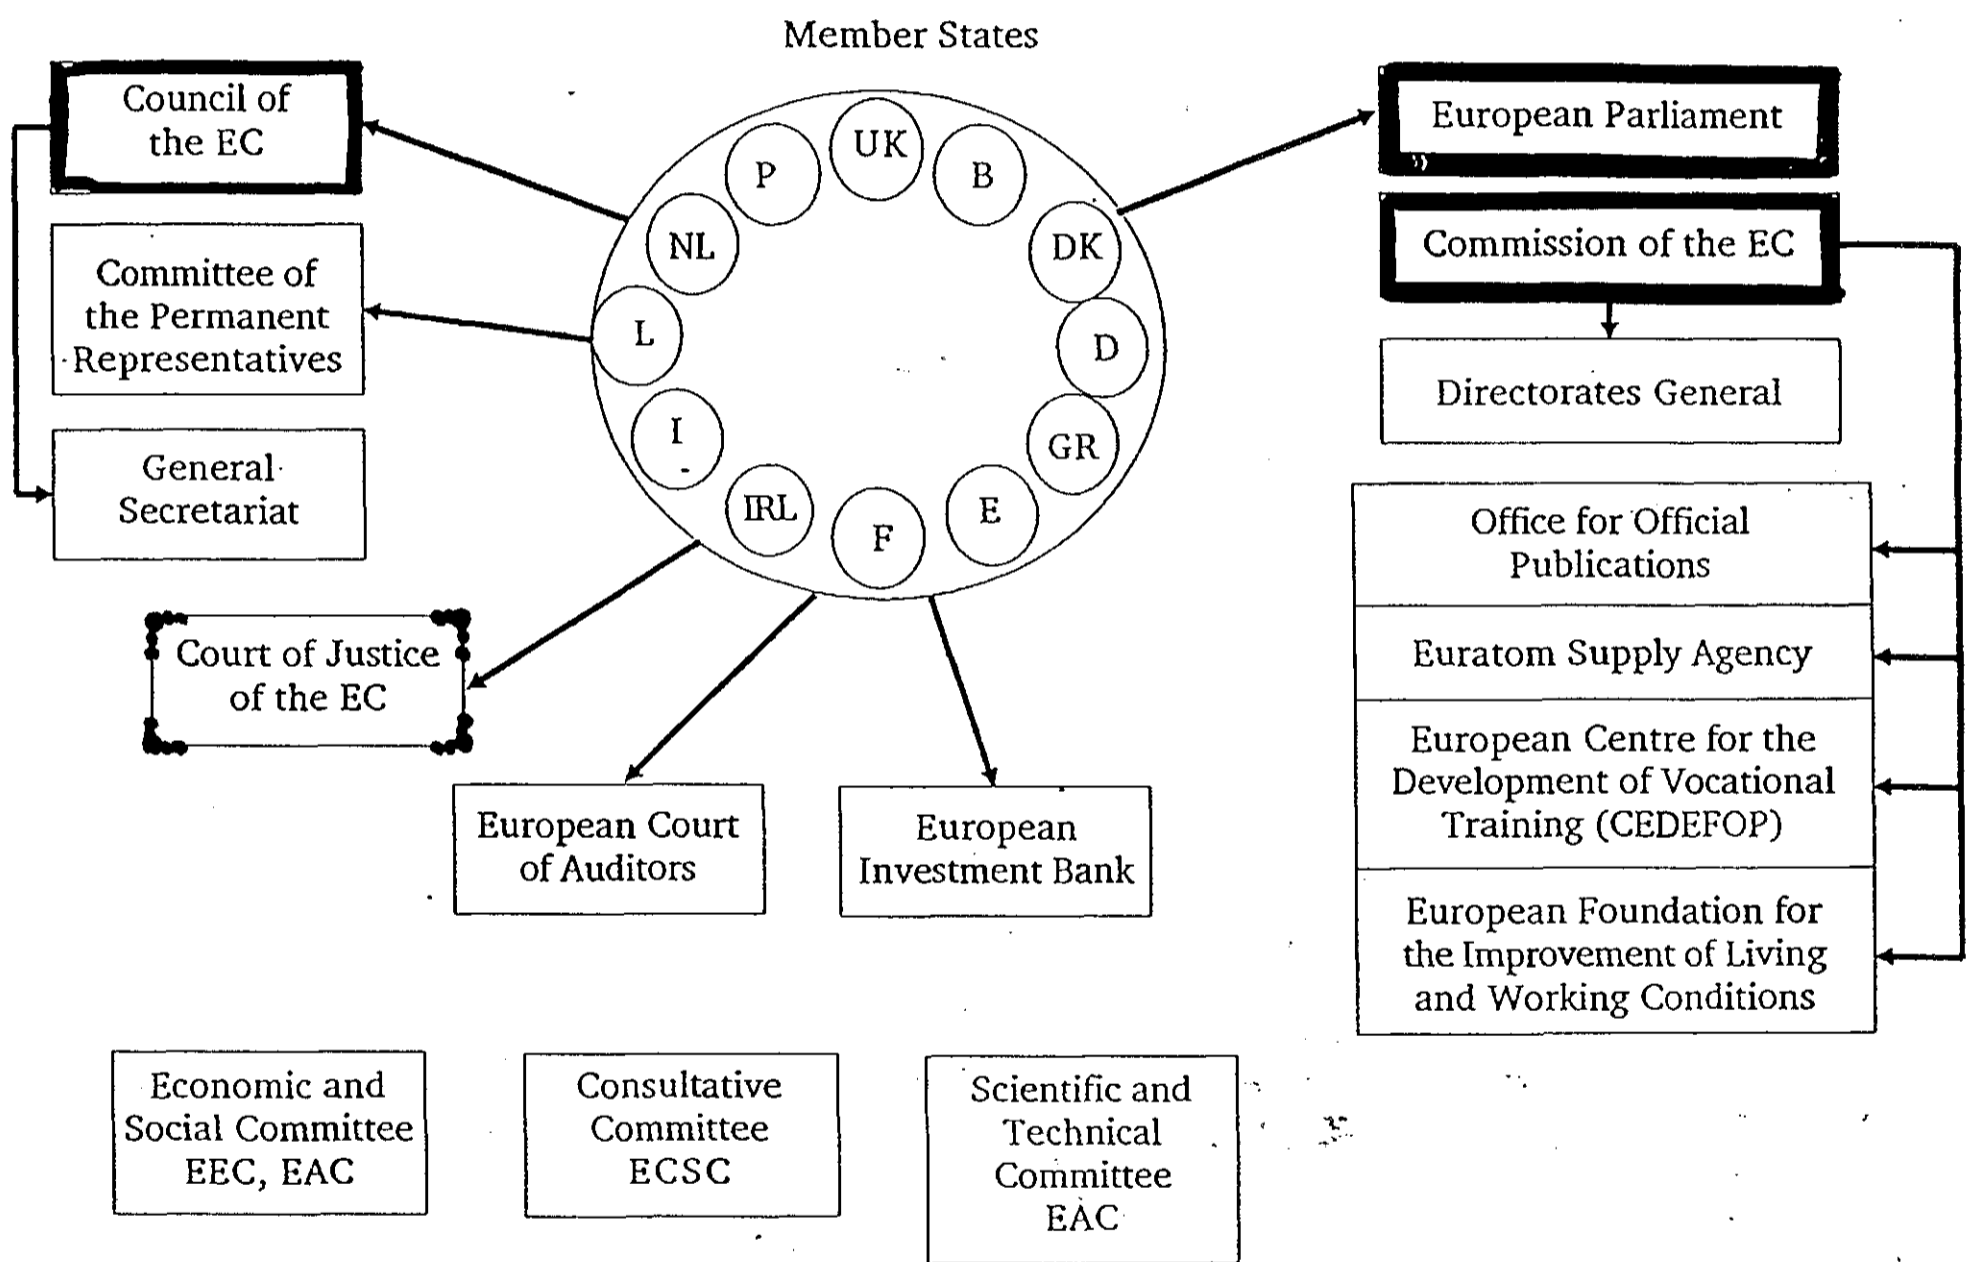 Member States
Council of
the EC
Committee of
the Permanent
Representatives
General
Secretariat
UK
B
DK
D
GR
E
F
IRL
I
L
NL
P
European Parliament
Commission of the EC
Directorates General
Office for Official
Publications
Euratom Supply Agency
European Centre for the
Development of Vocational
Training (CEDEFOP)
European Foundation for
the Improvement of Living
and Working Conditions
Court of Justice
of the EC
European Court
of Auditors
European
Investment Bank
Economic and
Social Committee
EEC, EAC
Consultative
Committee
ECSC
Scientific and
Technical
Committee
EAC